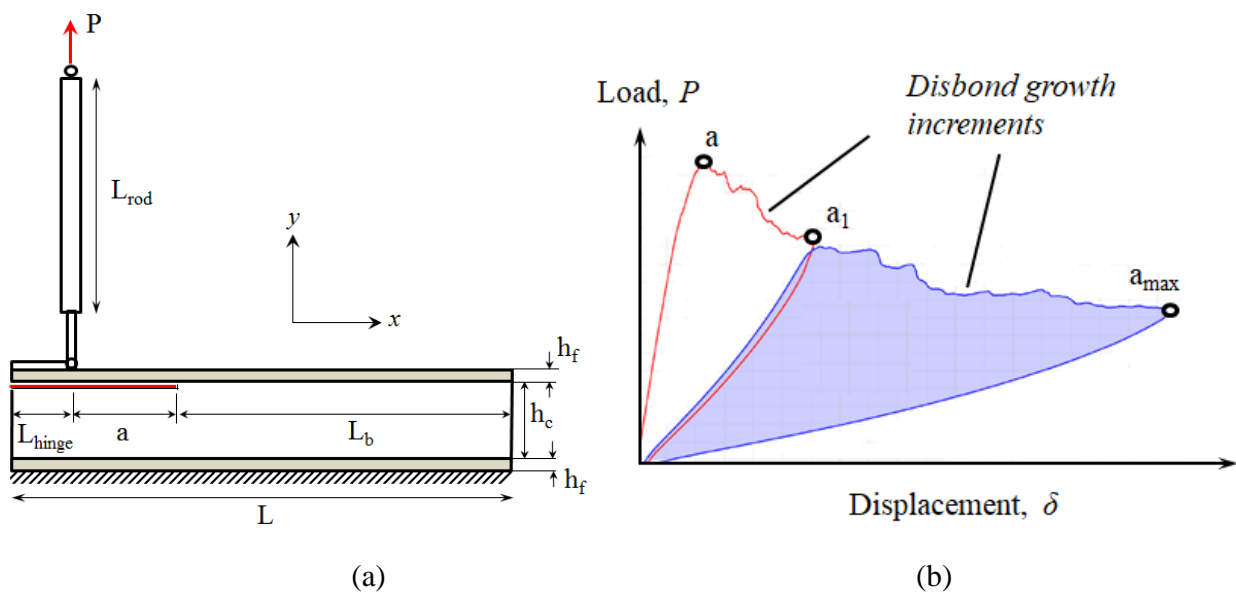 P
L_rod
y
x
h_f
L_hinge
a
L_b
h_c
h_f
L
(a)
Load, P
Disbond growth
increments
a
a_1
a_max
Displacement, δ
(b)